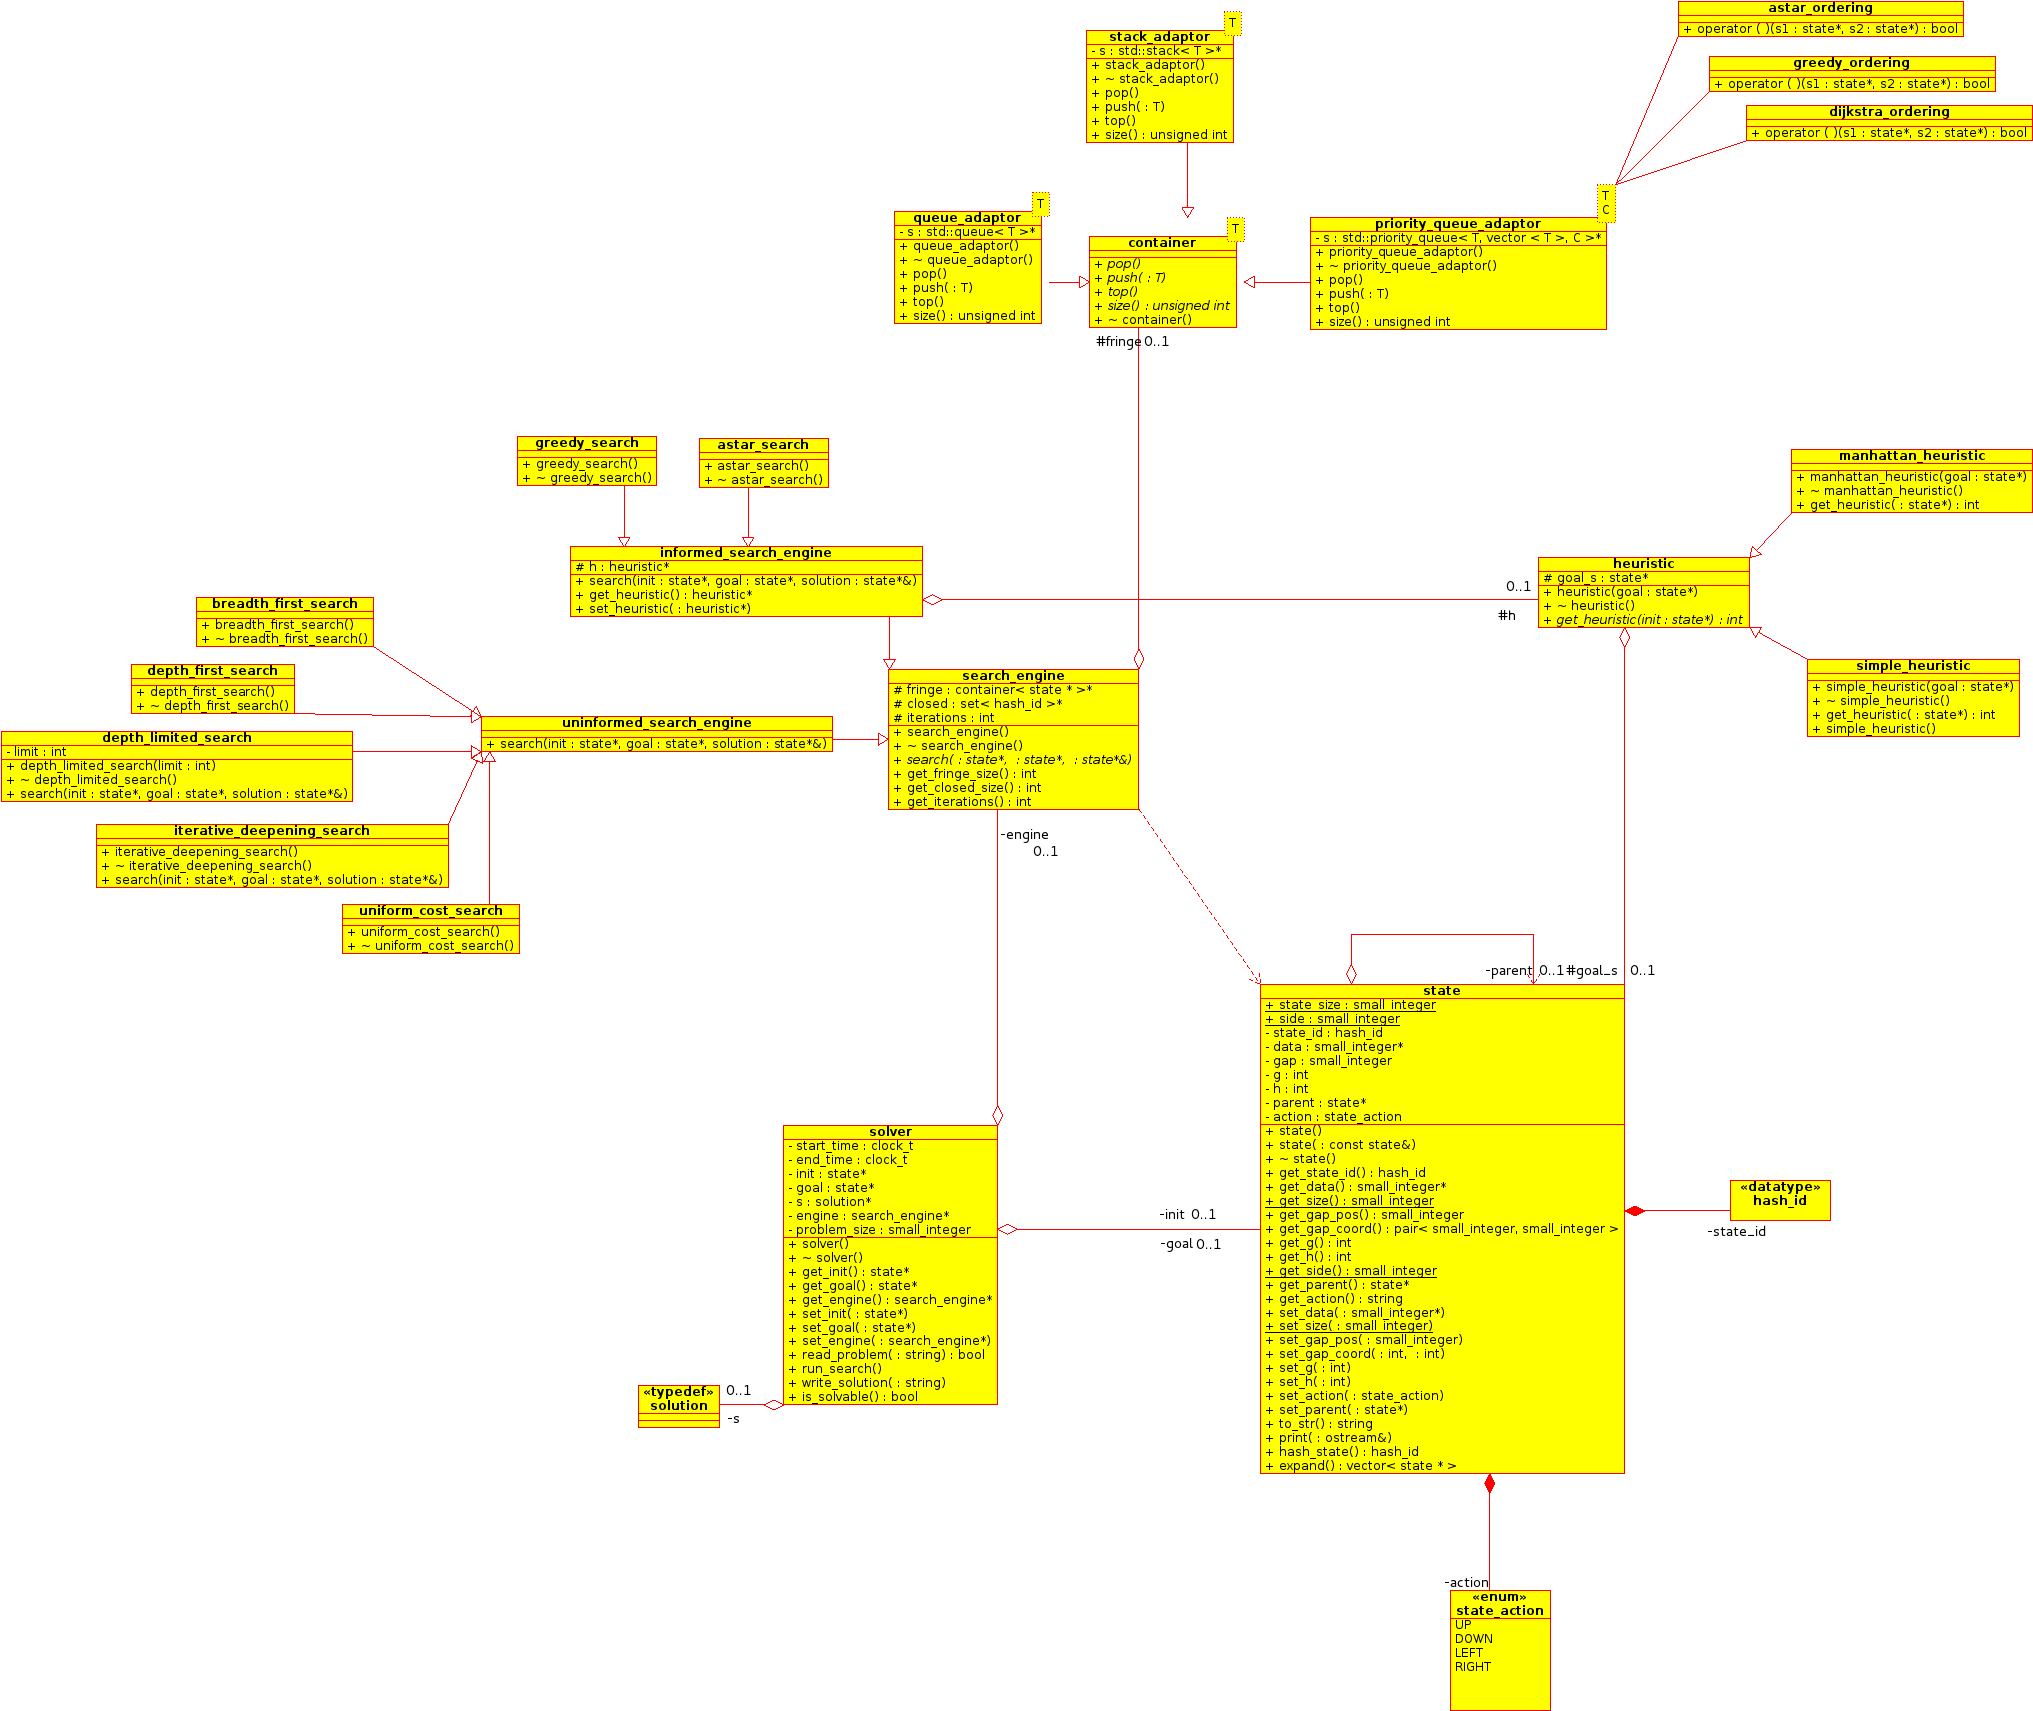 T
stack_adaptor
- s : std::stack< T >*
+ stack_adaptor()
+ ~ stack_adaptor()
+ pop()
+ push( : T)
+ top()
+ size() : unsigned int
astar_ordering
+ operator ( )(s1 : state*, s2 : state*) : bool
greedy_ordering
+ operator ( )(s1 : state*, s2 : state*) : bool
dijkstra_ordering
+ operator ( )(s1 : state*, s2 : state*) : bool
T
queue_adaptor
- s : std::queue< T >*
+ queue_adaptor()
+ ~ queue_adaptor()
+ pop()
+ push( : T)
+ top()
+ size() : unsigned int
T
container
+ pop()
+ push( : T)
+ top()
+ size() : unsigned int
+ ~ container()
T
C
priority_queue_adaptor
- s : std::priority_queue< T, vector < T >, C >*
+ priority_queue_adaptor()
+ ~ priority_queue_adaptor()
+ pop()
+ push( : T)
+ top()
+ size() : unsigned int
#fringe 0..1
greedy_search
+ greedy_search()
+ ~ greedy_search()
astar_search
+ astar_search()
+ ~ astar_search()
manhattan_heuristic
+ manhattan_heuristic(goal : state*)
+ ~ manhattan_heuristic()
+ get_heuristic( : state*) : int
informed_search_engine
# h : heuristic*
+ search(init : state*, goal : state*, solution : state*&)
+ get_heuristic() : heuristic*
+ set_heuristic( : heuristic*)
0..1
#h
heuristic
# goal_s : state*
+ heuristic(goal : state*)
+ ~ heuristic()
+ get_heuristic(init : state*) : int
breadth_first_search
+ breadth_first_search()
+ ~ breadth_first_search()
depth_first_search
+ depth_first_search()
+ ~ depth_first_search()
simple_heuristic
+ simple_heuristic(goal : state*)
+ ~ simple_heuristic()
+ get_heuristic( : state*) : int
+ simple_heuristic()
search_engine
# fringe : container< state * >*
# closed : set< hash_id >*
# iterations : int
+ search_engine()
+ ~ search_engine()
+ search( : state*,  : state*,  : state*&)
+ get_fringe_size() : int
+ get_closed_size() : int
+ get_iterations() : int
uninformed_search_engine
+ search(init : state*, goal : state*, solution : state*&)
depth_limited_search
- limit : int
+ depth_limited_search(limit : int)
+ ~ depth_limited_search()
+ search(init : state*, goal : state*, solution : state*&)
iterative_deepening_search
+ iterative_deepening_search()
+ ~ iterative_deepening_search()
+ search(init : state*, goal : state*, solution : state*&)
-engine
0..1
uniform_cost_search
+ uniform_cost_search()
+ ~ uniform_cost_search()
-parent 0..1
#goal_s 0..1
state
+ state_size : small_integer
+ side : small_integer
- state_id : hash_id
- data : small_integer*
- gap : small_integer
- g : int
- h : int
- parent : state*
- action : state_action
+ state()
+ state( : const state&)
+ ~ state()
+ get_state_id() : hash_id
+ get_data() : small_integer*
+ get_size() : small_integer
+ get_gap_pos() : small_integer
+ get_gap_coord() : pair< small_integer, small_integer >
+ get_g() : int
+ get_h() : int
+ get_side() : small_integer
+ get_parent() : state*
+ get_action() : string
+ set_data( : small_integer*)
+ set_size( : small_integer)
+ set_gap_pos( : small_integer)
+ set_gap_coord( : int,  : int)
+ set_g( : int)
+ set_h( : int)
+ set_action( : state_action)
+ set_parent( : state*)
+ to_str() : string
+ print( : ostream&)
+ hash_state() : hash_id
+ expand() : vector< state * >
solver
- start_time : clock_t
- end_time : clock_t
- init : state*
- goal : state*
- s : solution*
- engine : search_engine*
- problem_size : small_integer
+ solver()
+ ~ solver()
+ get_init() : state*
+ get_goal() : state*
+ get_engine() : search_engine*
+ set_init( : state*)
+ set_goal( : state*)
+ set_engine( : search_engine*)
+ read_problem( : string) : bool
+ run_search()
+ write_solution( : string)
+ is_solvable() : bool
-init 0..1
-goal 0..1
«datatype»
hash_id
-state_id
«typedef»
solution
0..1
-s
-action
«enum»
state_action
UP
DOWN
LEFT
RIGHT